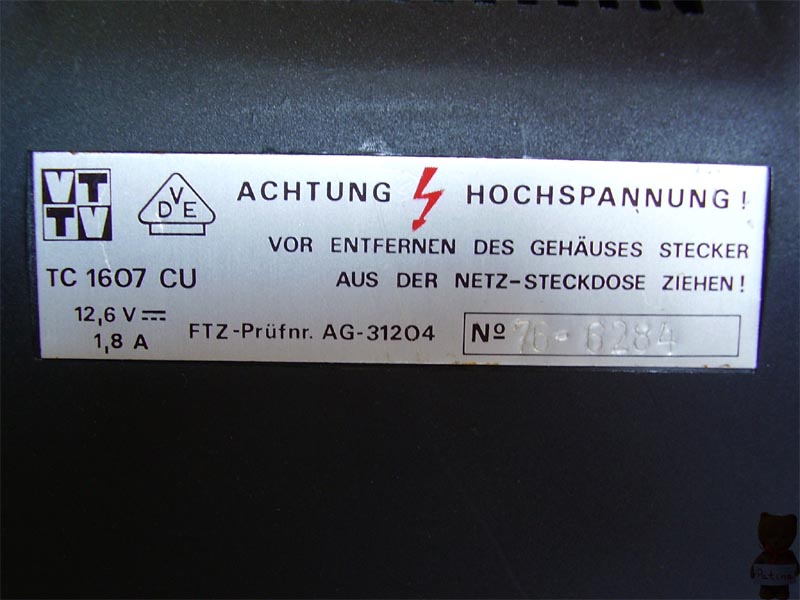 VT
TV
VDE
ACHTUNG HOCHSPANNUNG!
VOR ENTFERNEN DES GEHÄUSES STECKER
AUS DER NETZ-STECKDOSE ZIEHEN!
TC 1607 CU
12,6 V
1,8 A
FTZ-Prüfnr. AG-31204
Nº 76-6284
Patina